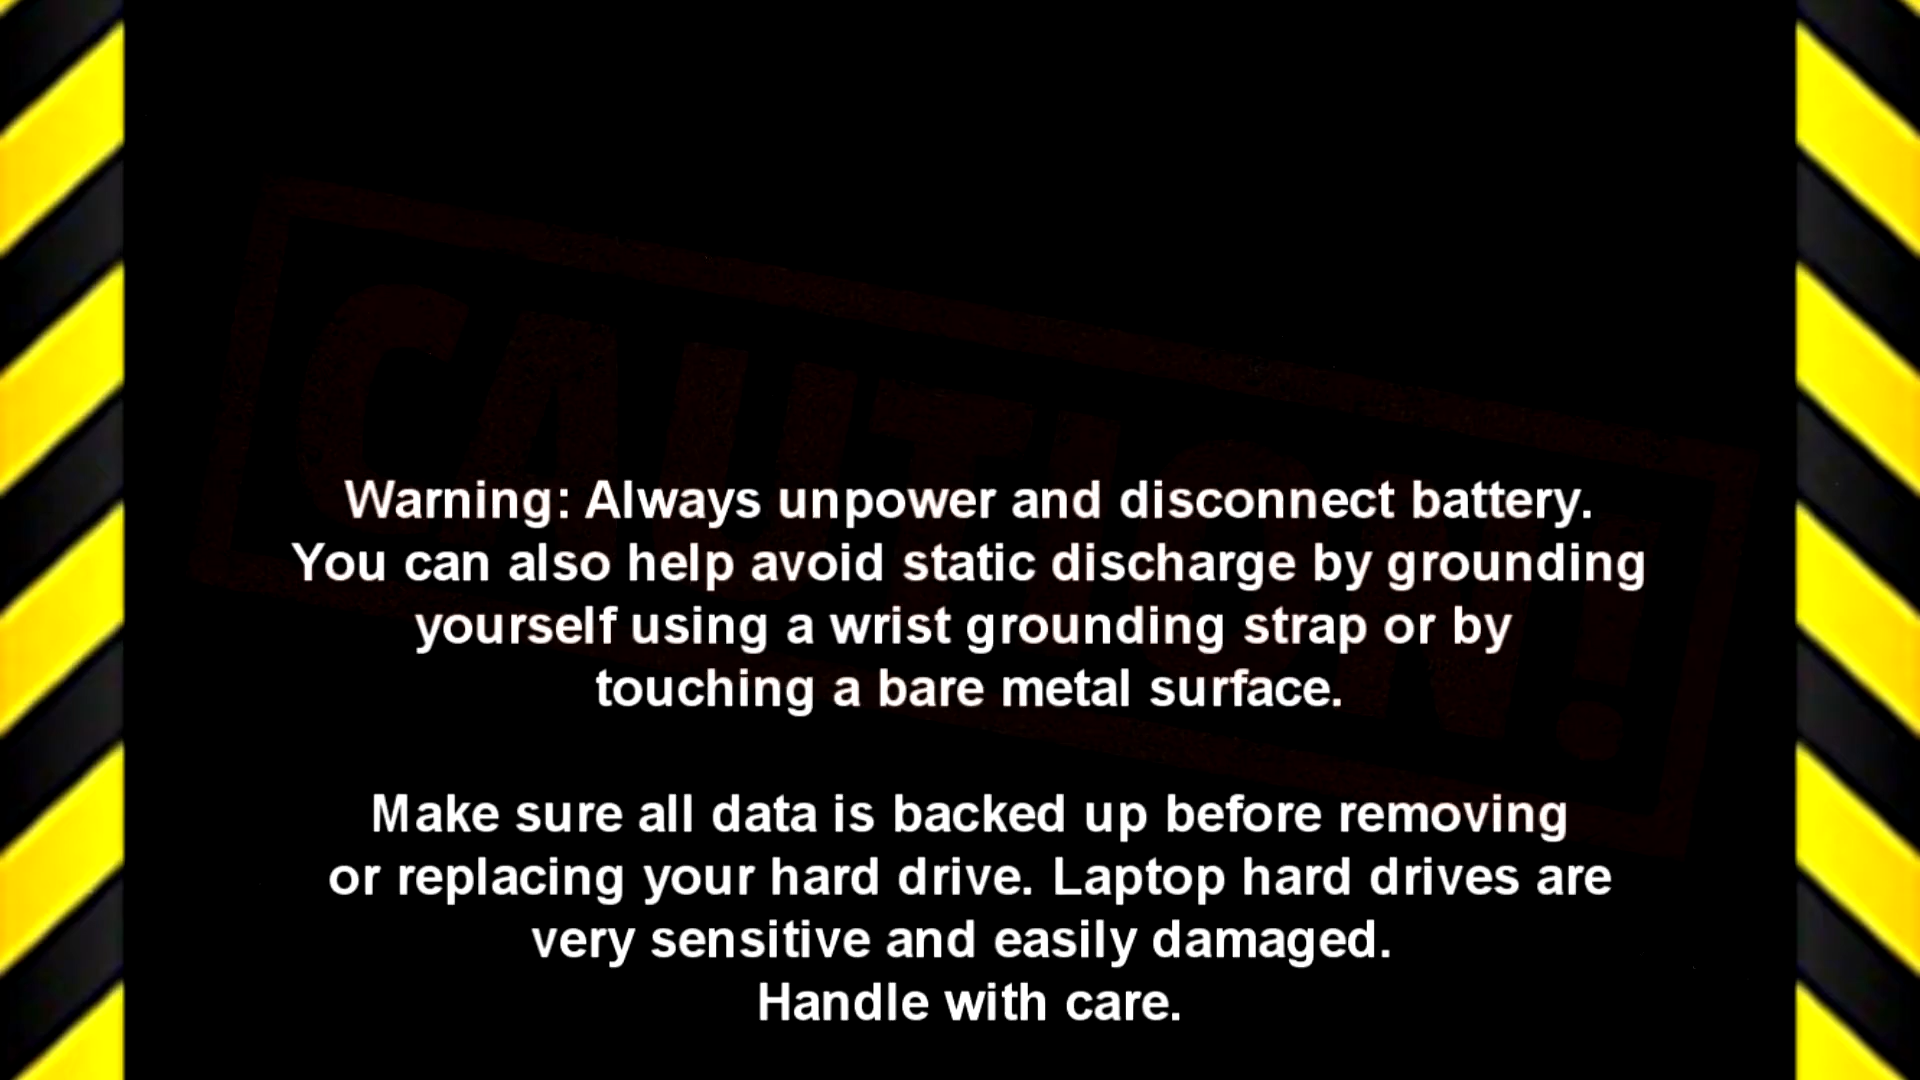 CAUTION!
Warning: Always unpower and disconnect battery.
You can also help avoid static discharge by grounding
yourself using a wrist grounding strap or by
touching a bare metal surface.
Make sure all data is backed up before removing
or replacing your hard drive. Laptop hard drives are
very sensitive and easily damaged.
Handle with care.